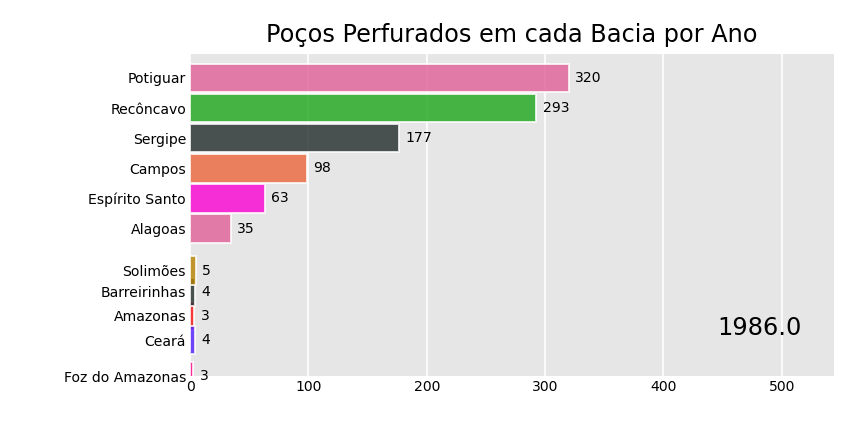 Poços Perfurados em cada Bacia por Ano
Potiguar 320
Recôncavo 293
Sergipe 177
Campos 98
Espírito Santo 63
Alagoas 35
Solimões 5
Barreirinhas 4
Amazonas 3
1986.0
Ceará 4
Foz do Amazonas 3
0 100 200 300 400 500